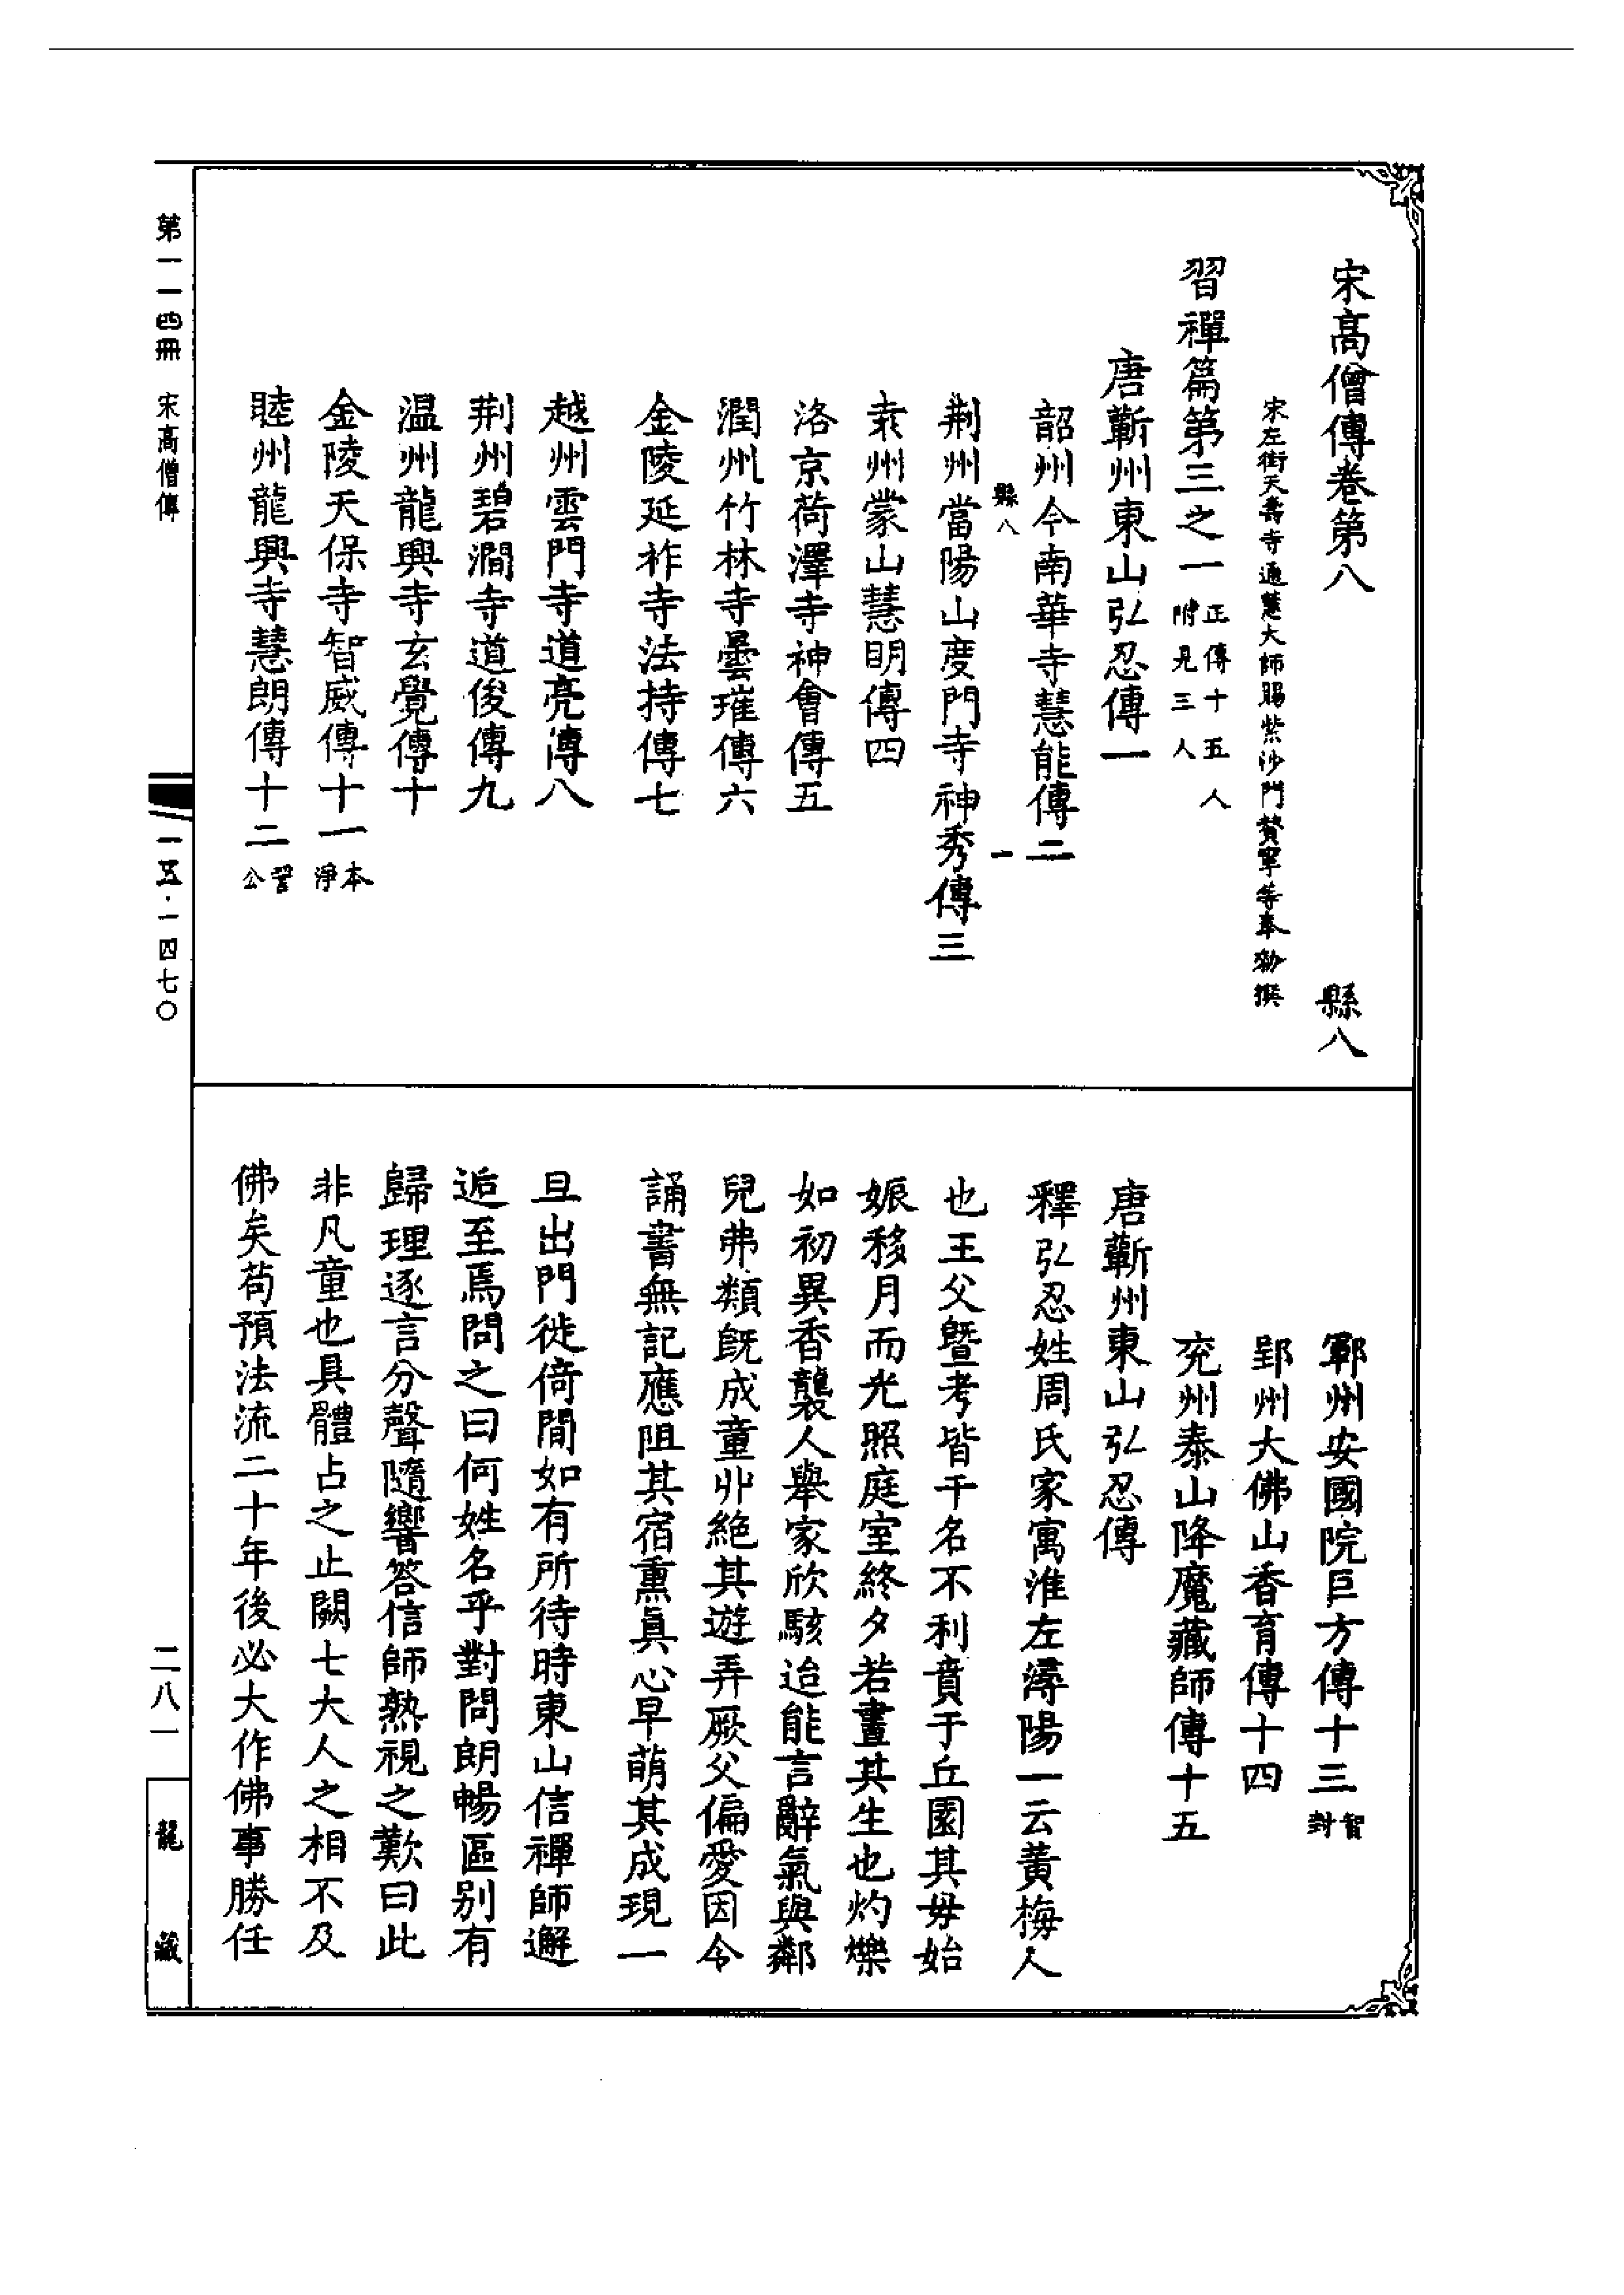 宋高僧傳卷第八　縣八
宋左街天壽寺通慧大師賜紫沙門贊寧等奉勅撰
習禪篇第三之一正傳十五人附見三人
唐蘄州東山弘忍傳一
韶州今南華寺慧能傳二
縣八　一
荆州當陽山度門寺神秀傳三
袁州蒙山慧明傳四
洛京荷澤寺神會傳五
潤州竹林寺曇璀傳六
金陵延祚寺法持傳七
越州雲門寺道亮傳八
荆州碧澗寺道俊傳九
温州龍興寺玄覺傳十
金陵天保寺智威傳十一本淨
睦州龍興寺慧朗傳十二詧公
鄆州安國院巨方傳十三智封
郢州大佛山香育傳十四
兖州泰山降魔藏師傳十五
唐蘄州東山弘忍傳
釋弘忍姓周氏家寓淮左潯陽一云黃梅人
也王父暨考皆干名不利賁于丘園其毋始
娠移月而光照庭室終夕若晝其生也灼爍
如初異香襲人舉家欣駭迨能言辭氣與鄰
兒弗類旣成童丱絶其遊弄厥父偏愛因令
誦書無記應阻其宿熏眞心早萌其成現一
旦出門徙倚間如有所待時東山信禪師邂
逅至焉問之曰何姓名乎對問朗暢區别有
歸理逐言分聲隨響答信師熟視之歎曰此
非凡童也具體占之止闕七大人之相不及
佛矣苟預法流二十年後必大作佛事勝任
第一一四冊　宋高僧傳
一五·一四七〇
二八一
龍藏